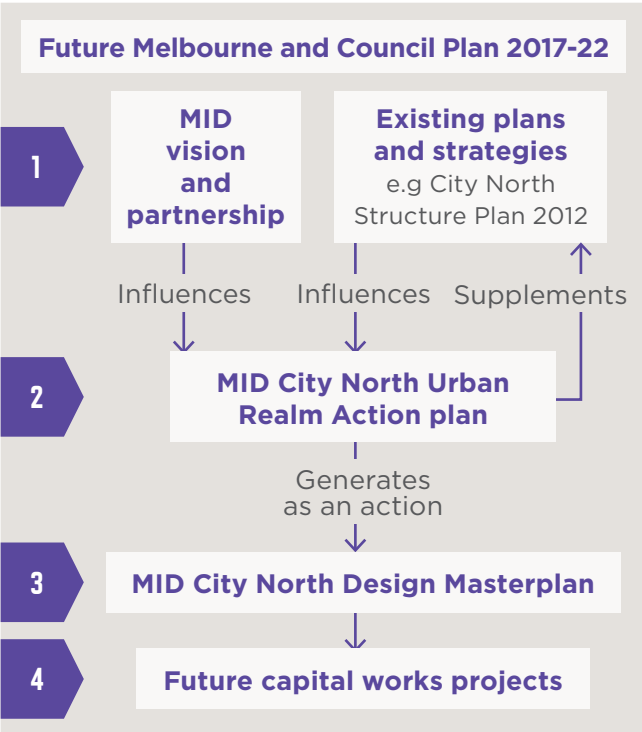 Future Melbourne and Council Plan 2017-22
1
MID
vision
and
partnership
Existing plans
and strategies
e.g City North
Structure Plan 2012
Influences
Influences
Supplements
2
MID City North Urban
Realm Action plan
Generates
as an action
3
MID City North Design Masterplan
4
Future capital works projects